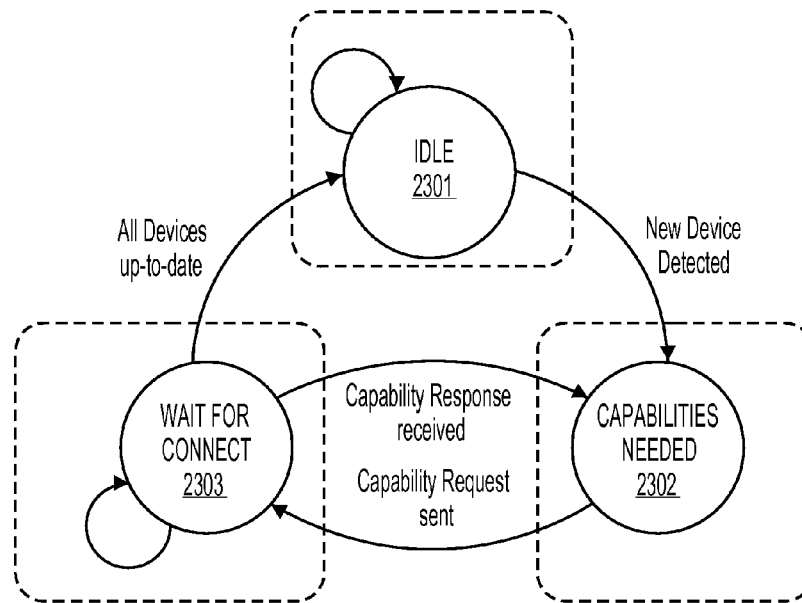 IDLE
2301
All Devices
up-to-date
New Device
Detected
WAIT FOR
CONNECT
2303
Capability Response
received
Capability Request
sent
CAPABILITIES
NEEDED
2302